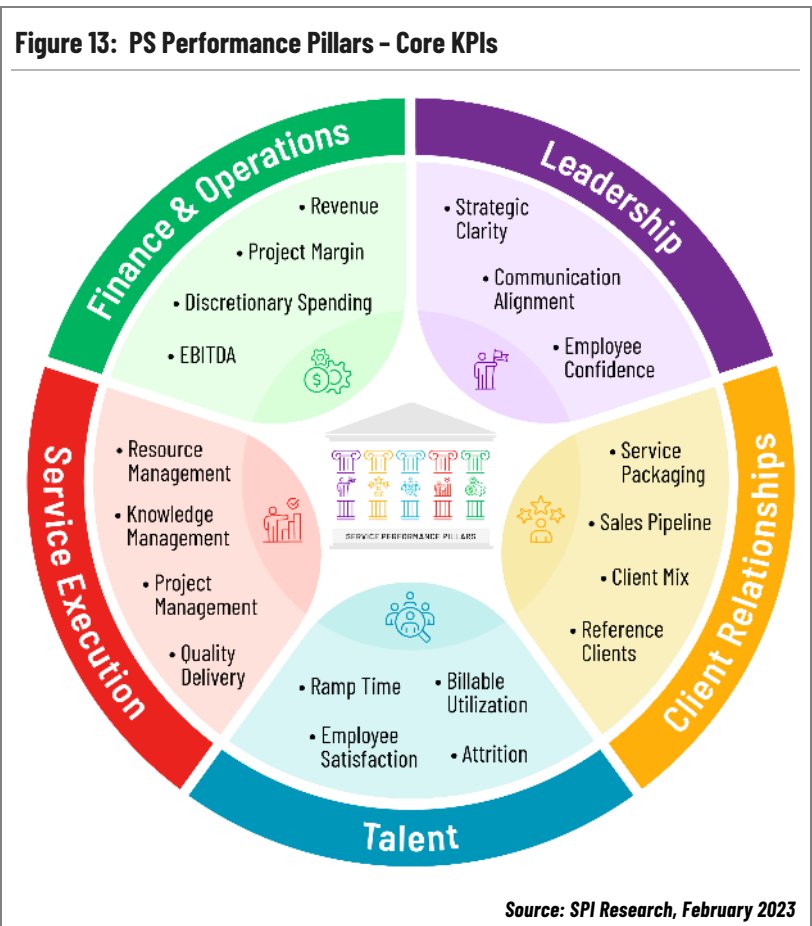 Figure 13: PS Performance Pillars – Core KPIs
Finance & Operations
• Revenue
• Project Margin
• Discretionary Spending
• EBITDA
Leadership
• Strategic
Clarity
• Communication
Alignment
• Employee
Confidence
Client Relationships
• Service
Packaging
• Sales Pipeline
• Client Mix
• Reference
Clients
Talent
• Ramp Time
• Employee
Satisfaction
• Billable
Utilization
• Attrition
Service Execution
• Resource
Management
• Knowledge
Management
• Project
Management
• Quality
Delivery
$
SERVICE PERFORMANCE PILLARS
Source: SPI Research, February 2023